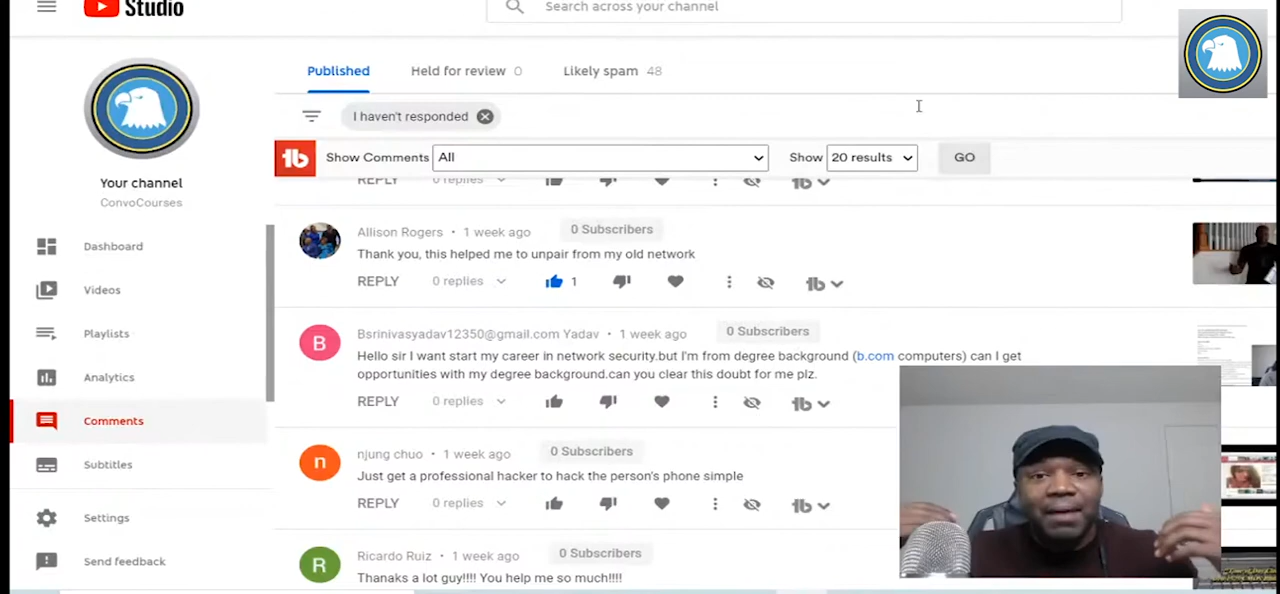 Studio
Search across your channel
Published
Held for review 0
Likely spam 48
I haven't responded
Show Comments All
Show 20 results
GO
Your channel
ConvoCourses
Dashboard
Videos
Playlists
Analytics
Comments
Subtitles
Settings
Send feedback
REPLY 0 replies
Allison Rogers • 1 week ago 0 Subscribers
Thank you, this helped me to unpair from my old network
REPLY 0 replies 1
Bsrinivasyadav12350@gmail.com Yadav • 1 week ago 0 Subscribers
Hello sir I want start my career in network security.but I'm from degree background (b.com computers) can I get
opportunities with my degree background.can you clear this doubt for me plz.
REPLY 0 replies
B
njung chuo • 1 week ago 0 Subscribers
Just get a professional hacker to hack the person's phone simple
REPLY 0 replies
n
Ricardo Ruiz • 1 week ago 0 Subscribers
Thanaks a lot guy!!!! You help me so much!!!!
R